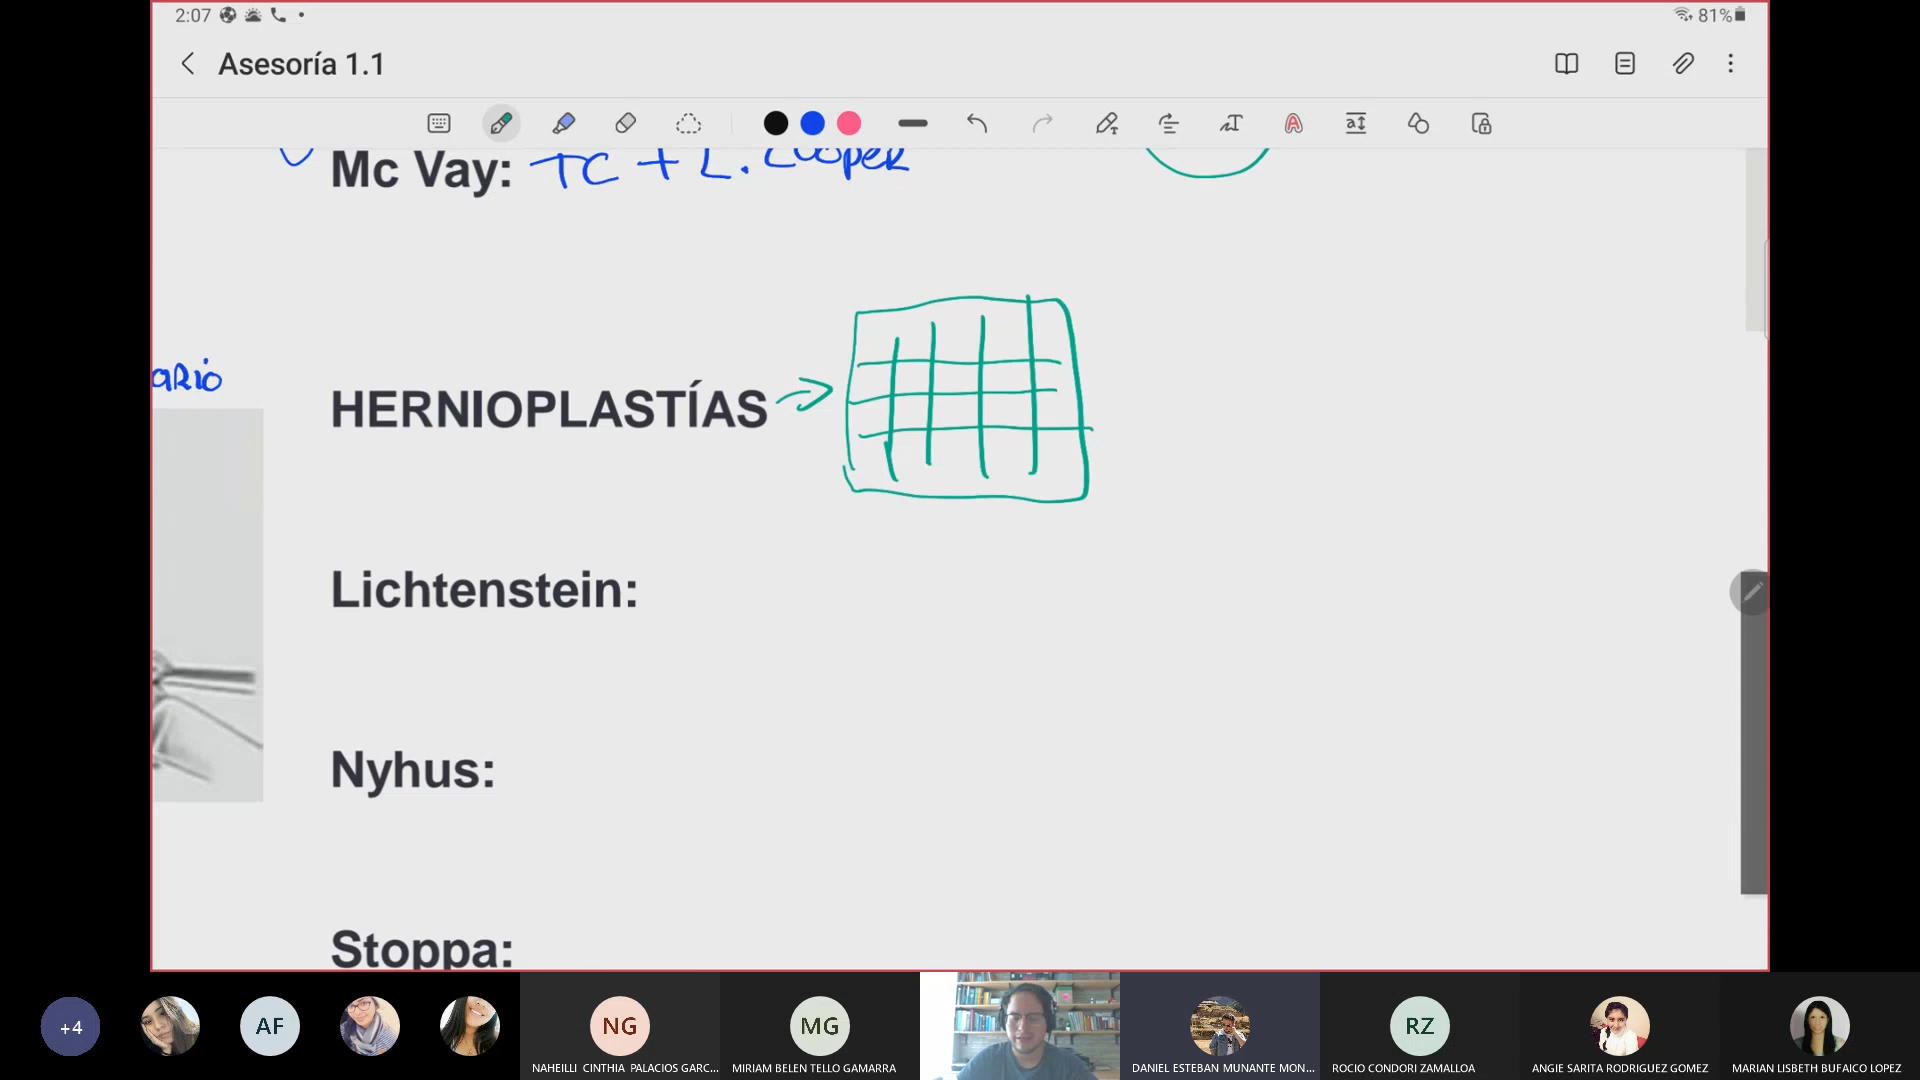 2:07 81%
Asesoría 1.1
Mc Vay: TC + L. Cooper
ARIO
HERNIOPLASTÍAS
Lichtenstein:
Nyhus:
Stoppa:
+4 AF NG MG RZ
NAHEILLI CINTHIA PALACIOS GARC... MIRIAM BELEN TELLO GAMARRA DANIEL ESTEBAN MUNANTE MON... ROCIO CONDORI ZAMALLOA ANGIE SARITA RODRIGUEZ GOMEZ MARIAN LISBETH BUFAICO LOPEZ